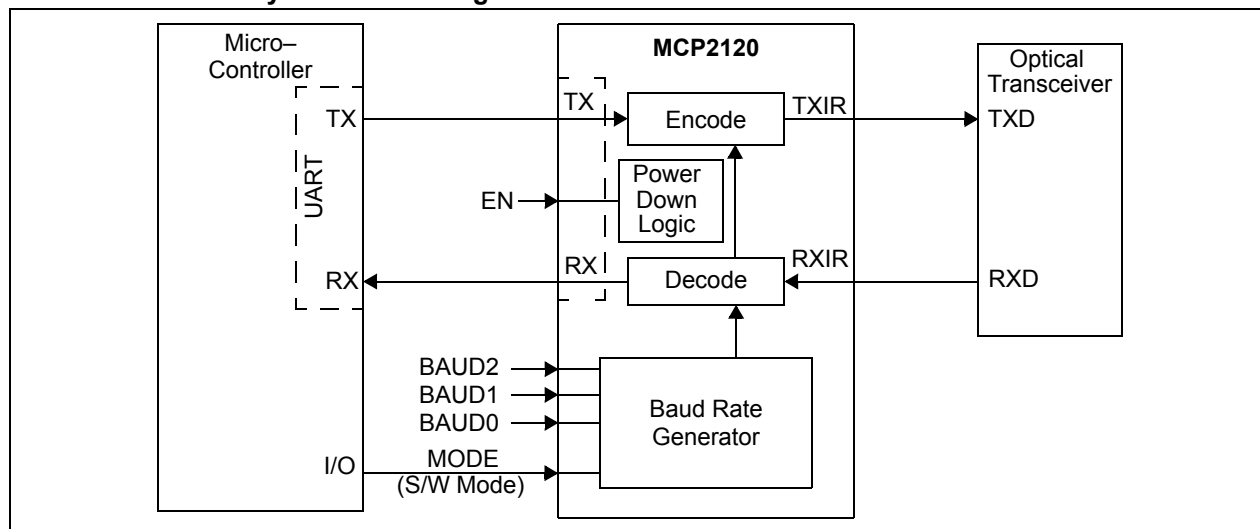 Micro–
Controller
UART
TX
RX
I/O
MCP2120
TX
Encode
TXIR
EN
Power
Down
Logic
RX
Decode
RXIR
BAUD2
BAUD1
BAUD0
MODE
(S/W Mode)
Baud Rate
Generator
Optical
Transceiver
TXD
RXD